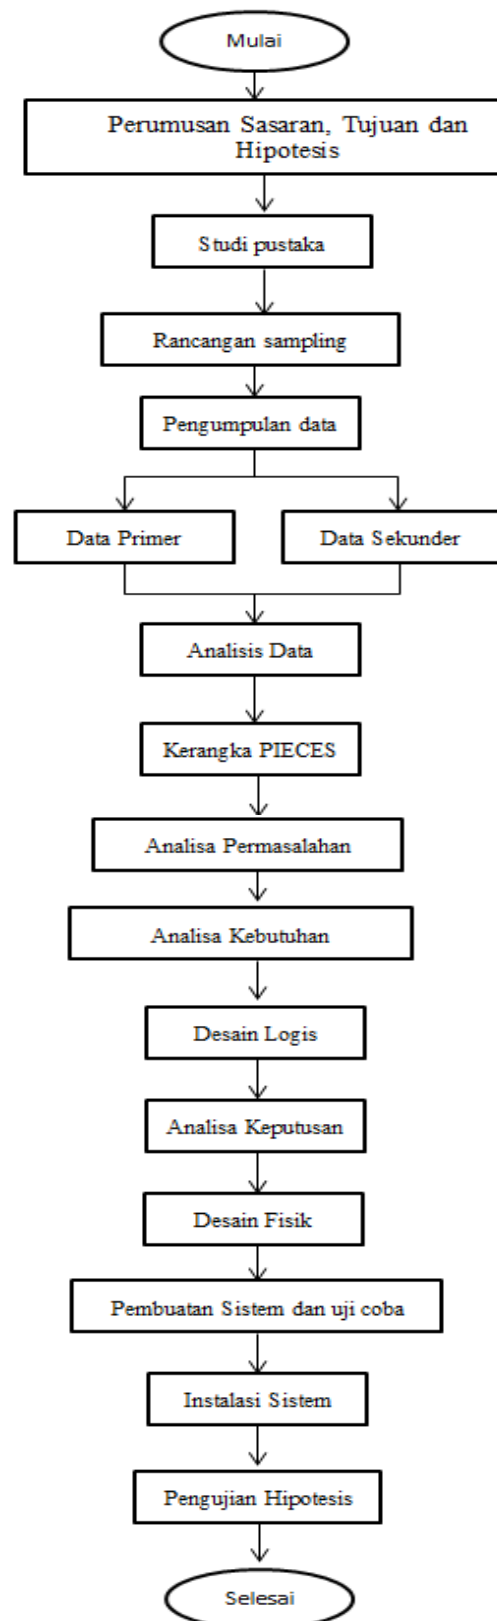 Mulai
Perumusan Sasaran, Tujuan dan
Hipotesis
Studi pustaka
Rancangan sampling
Pengumpulan data
Data Primer
Data Sekunder
Analisis Data
Kerangka PIECES
Analisa Permasalahan
Analisa Kebutuhan
Desain Logis
Analisa Keputusan
Desain Fisik
Pembuatan Sistem dan uji coba
Instalasi Sistem
Pengujian Hipotesis
Selesai